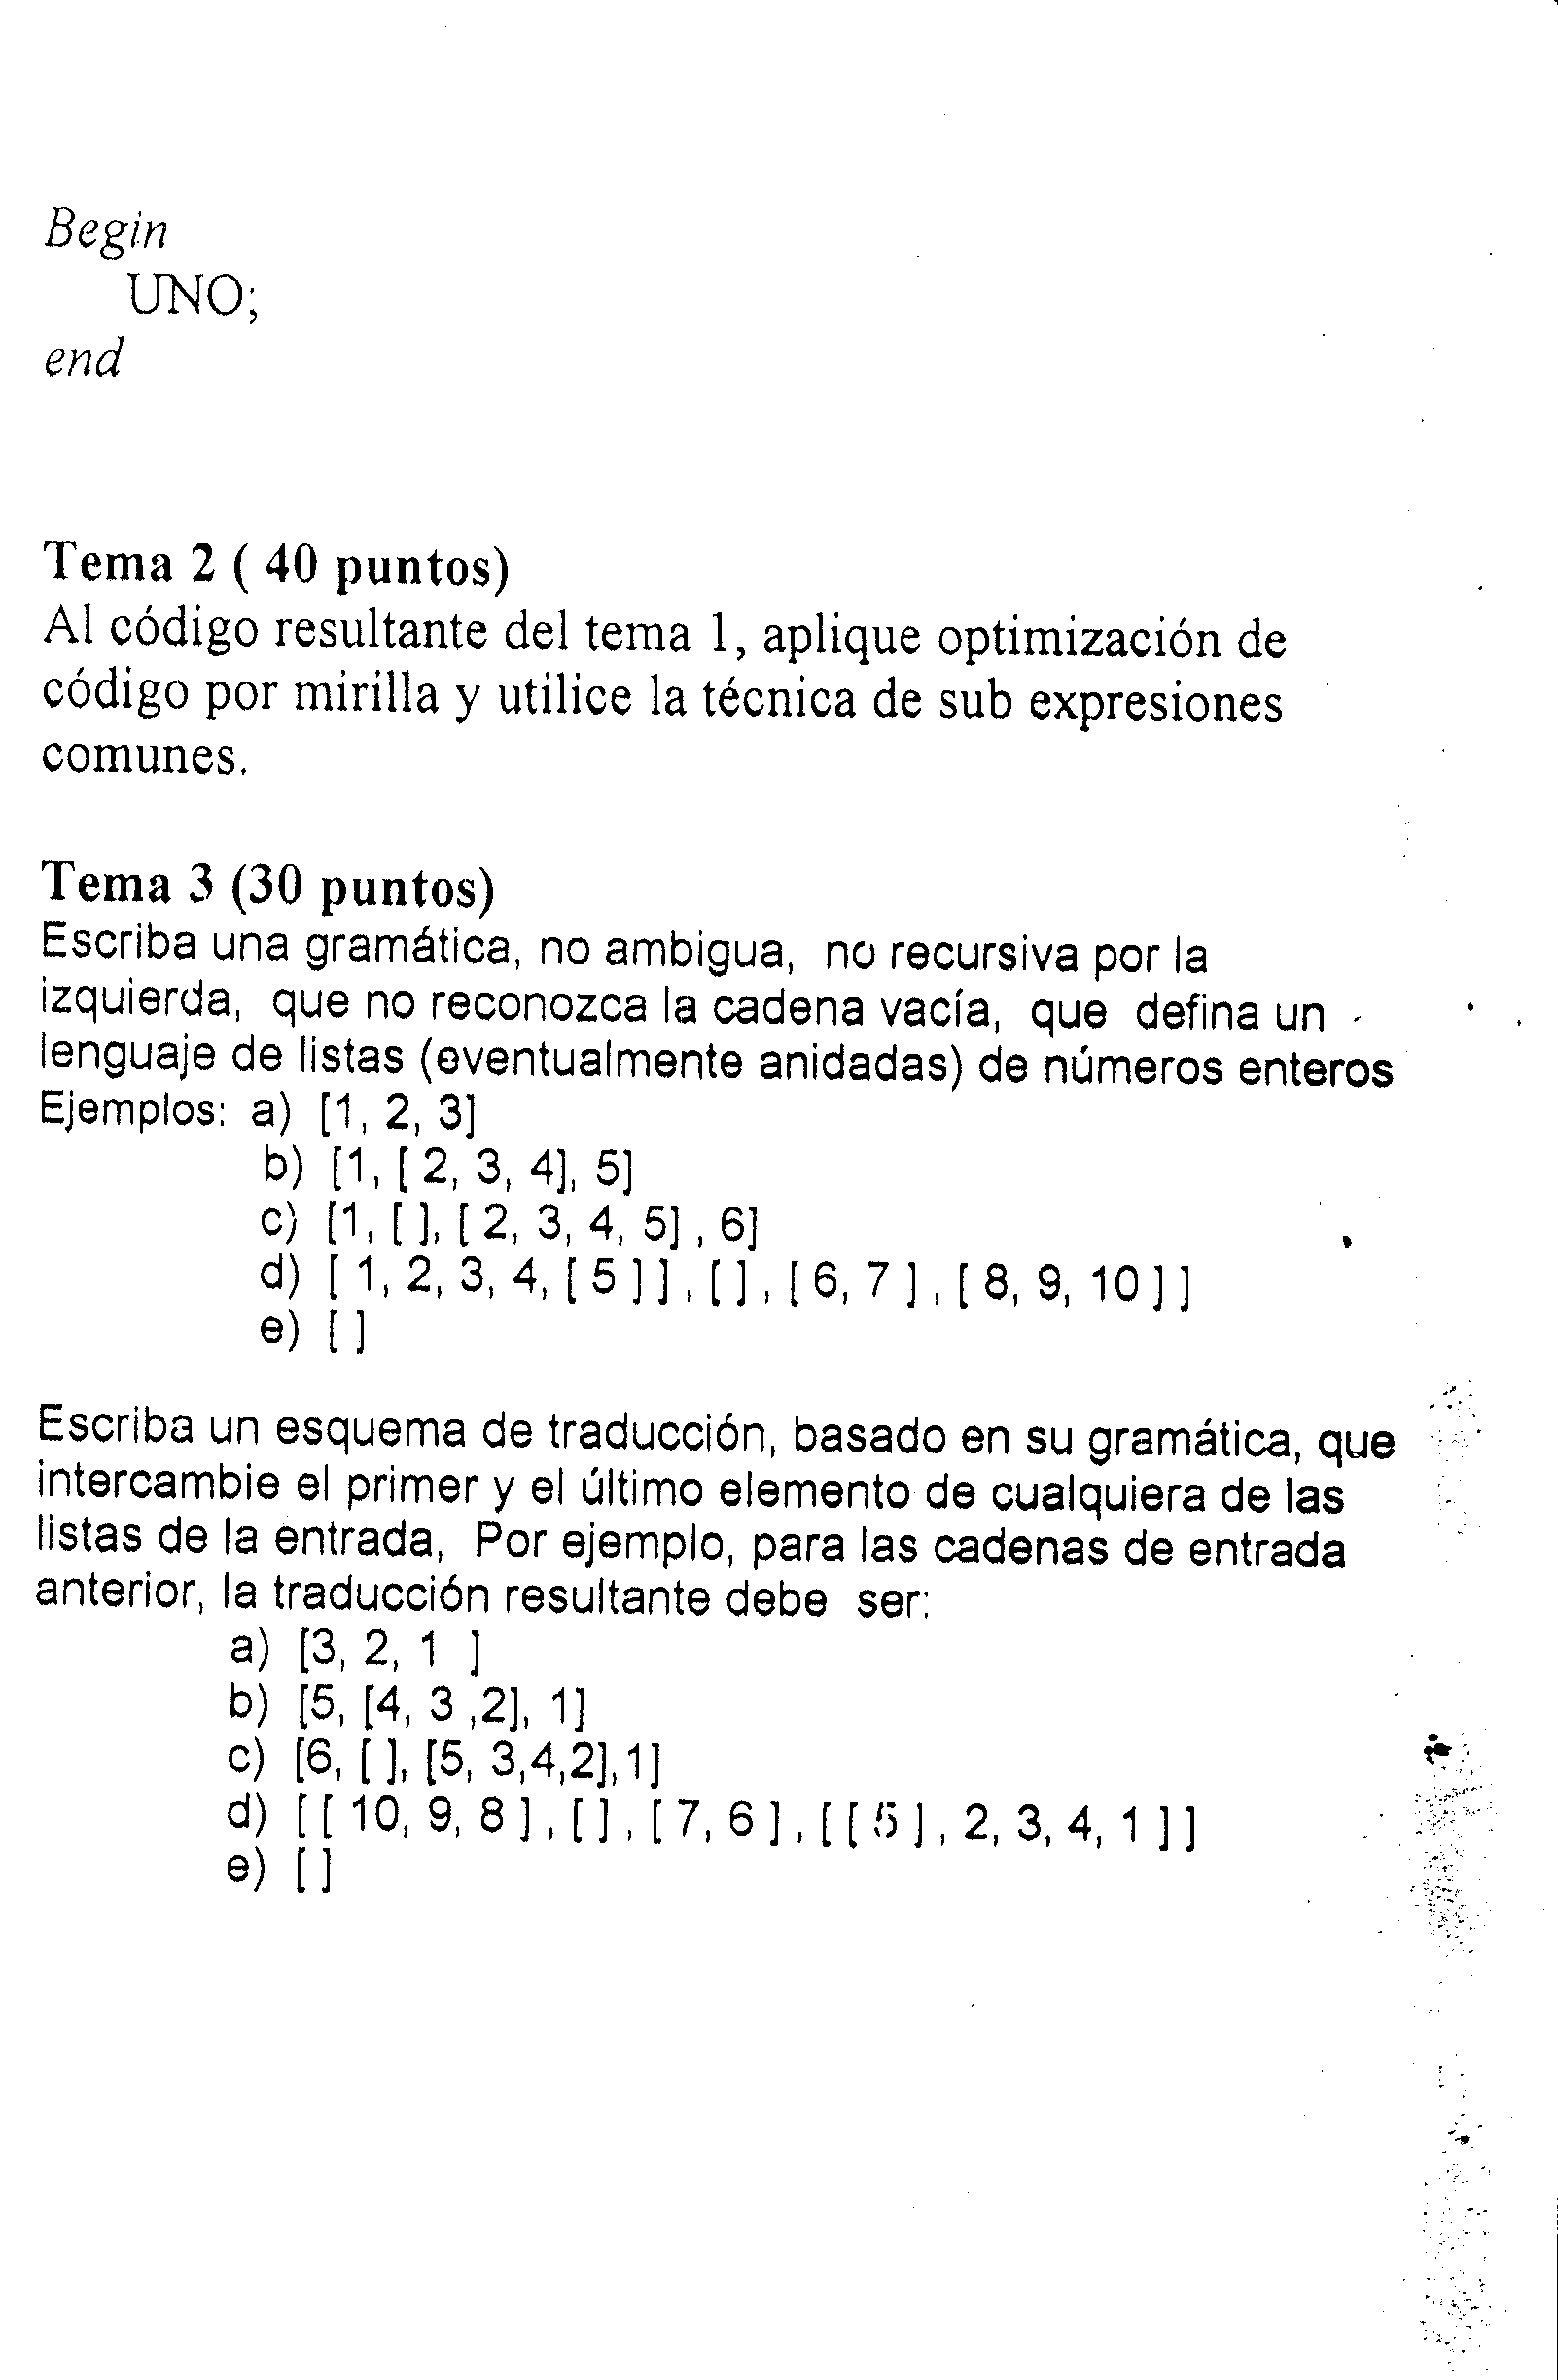 Begin
UNO;
end
Tema 2 ( 40 puntos)
Al código resultante del tema 1, aplique optimización de
código por mirilla y utilice la técnica de sub expresiones
comunes.
Tema 3 (30 puntos)
Escriba una gramática, no ambigua, no recursiva por la
izquierda, que no reconozca la cadena vacía, que defina un
lenguaje de listas (eventualmente anidadas) de números enteros
Ejemplos: a) [1, 2, 3]
b) [1, [ 2, 3, 4], 5]
c) [1, [ ], [ 2, 3, 4, 5] , 6]
d) [ 1, 2, 3, 4, [ 5 ] ] , [ ] , [ 6, 7 ] , [ 8, 9, 10 ] ]
e) [ ]
Escriba un esquema de traducción, basado en su gramática, que
intercambie el primer y el último elemento de cualquiera de las
listas de la entrada, Por ejemplo, para las cadenas de entrada
anterior, la traducción resultante debe ser:
a) [3, 2, 1 ]
b) [5, [4, 3 ,2], 1]
c) [6, [ ], [5, 3,4,2],1]
d) [ [ 10, 9, 8 ] , [ ] , [ 7, 6 ] , [ [ 5 ] , 2, 3, 4, 1 ] ]
e) [ ]